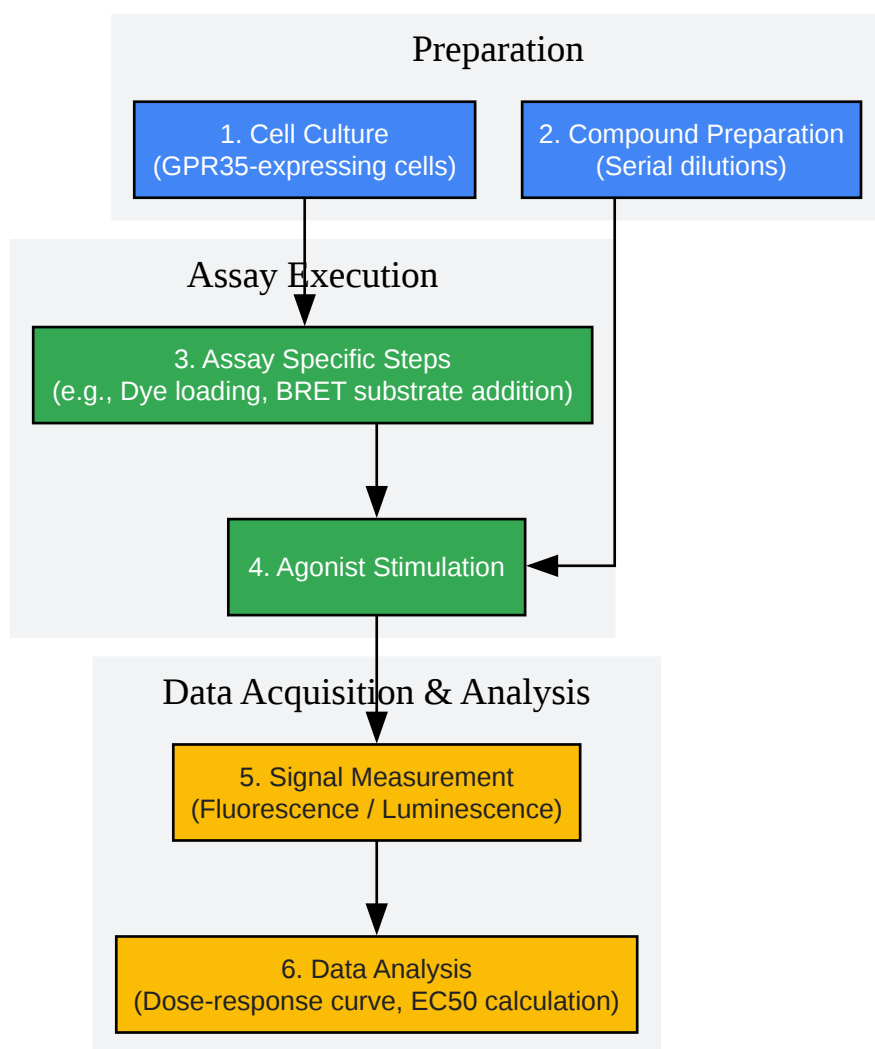 Preparation
1. Cell Culture
(GPR35-expressing cells)
2. Compound Preparation
(Serial dilutions)
Assay Execution
3. Assay Specific Steps
(e.g., Dye loading, BRET substrate addition)
4. Agonist Stimulation
Data Acquisition & Analysis
5. Signal Measurement
(Fluorescence / Luminescence)
6. Data Analysis
(Dose-response curve, EC50 calculation)